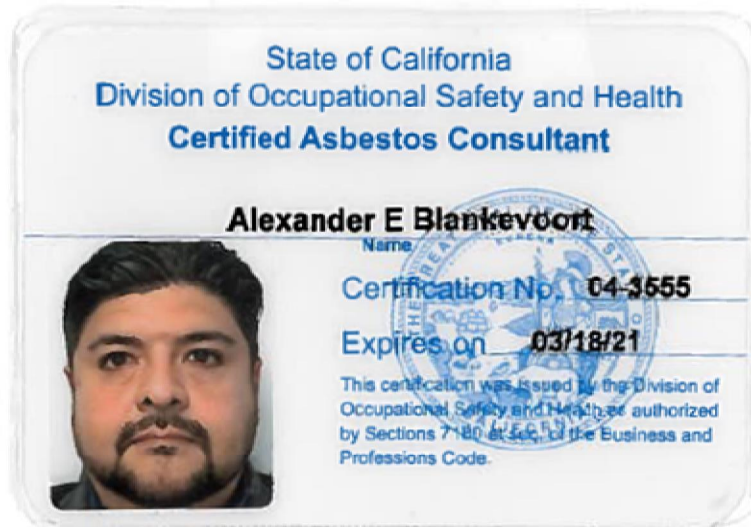 State of California
Division of Occupational Safety and Health
Certified Asbestos Consultant
Alexander E Blankevoort
Name
Certification No. 04-3555
Expires on 03/18/21
This certification was issued by the Division of
Occupational Safety and Health as authorized
by Sections 7180 et seq. of the Business and
Professions Code.
EUREKA